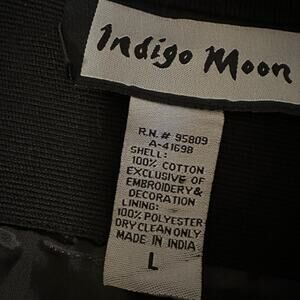 Indigo Moon
R.N.# 95809
A-41698
SHELL:
100% COTTON
EXCLUSIVE OF
EMBROIDERY &
DECORATION
LINING:
100% POLYESTER
DRY CLEAN ONLY
MADE IN INDIA
L